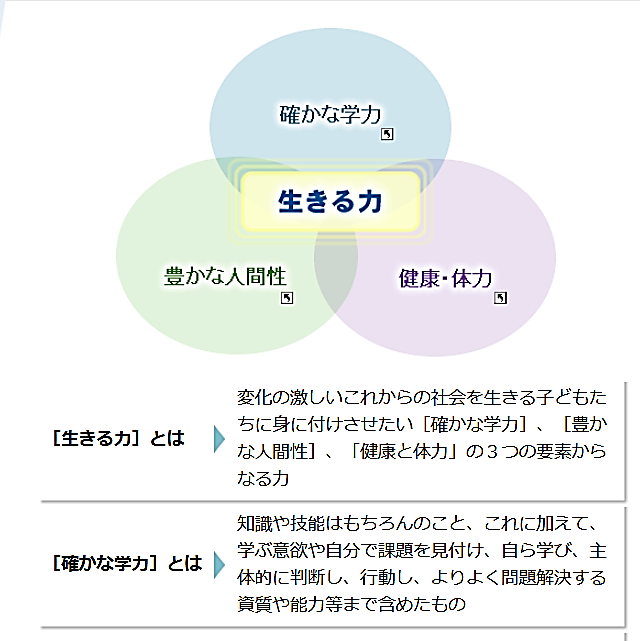 確かな学力
生きる力
豊かな人間性
健康・体力
［生きる力］とは
変化の激しいこれからの社会を生きる子どもた
ちに身に付けさせたい［確かな学力］、［豊か
な人間性］、「健康と体力」の３つの要素から
なる力
［確かな学力］とは
知識や技能はもちろんのこと、これに加えて、
学ぶ意欲や自分で課題を見付け、自ら学び、主
体的に判断し、行動し、よりよく問題解決する
資質や能力等まで含めたもの